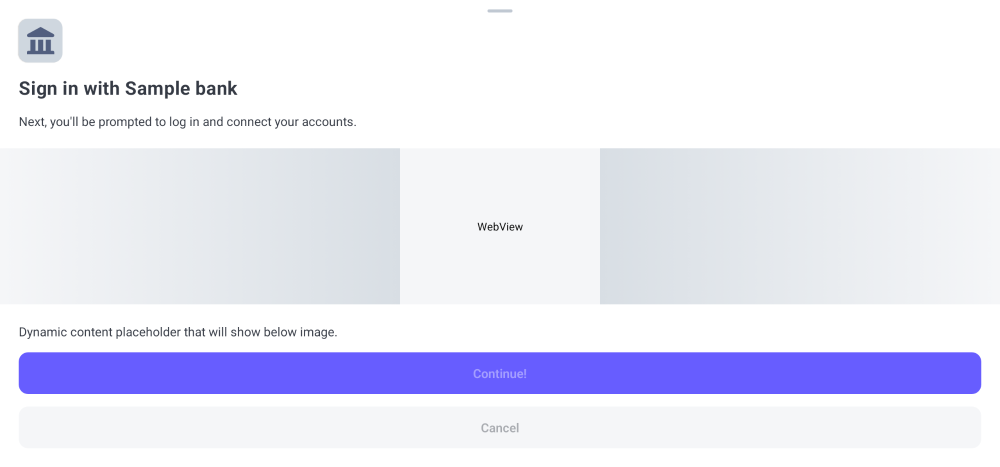 Sign in with Sample bank
Next, you'll be prompted to log in and connect your accounts.
WebView
Dynamic content placeholder that will show below image.
Continue!
Cancel